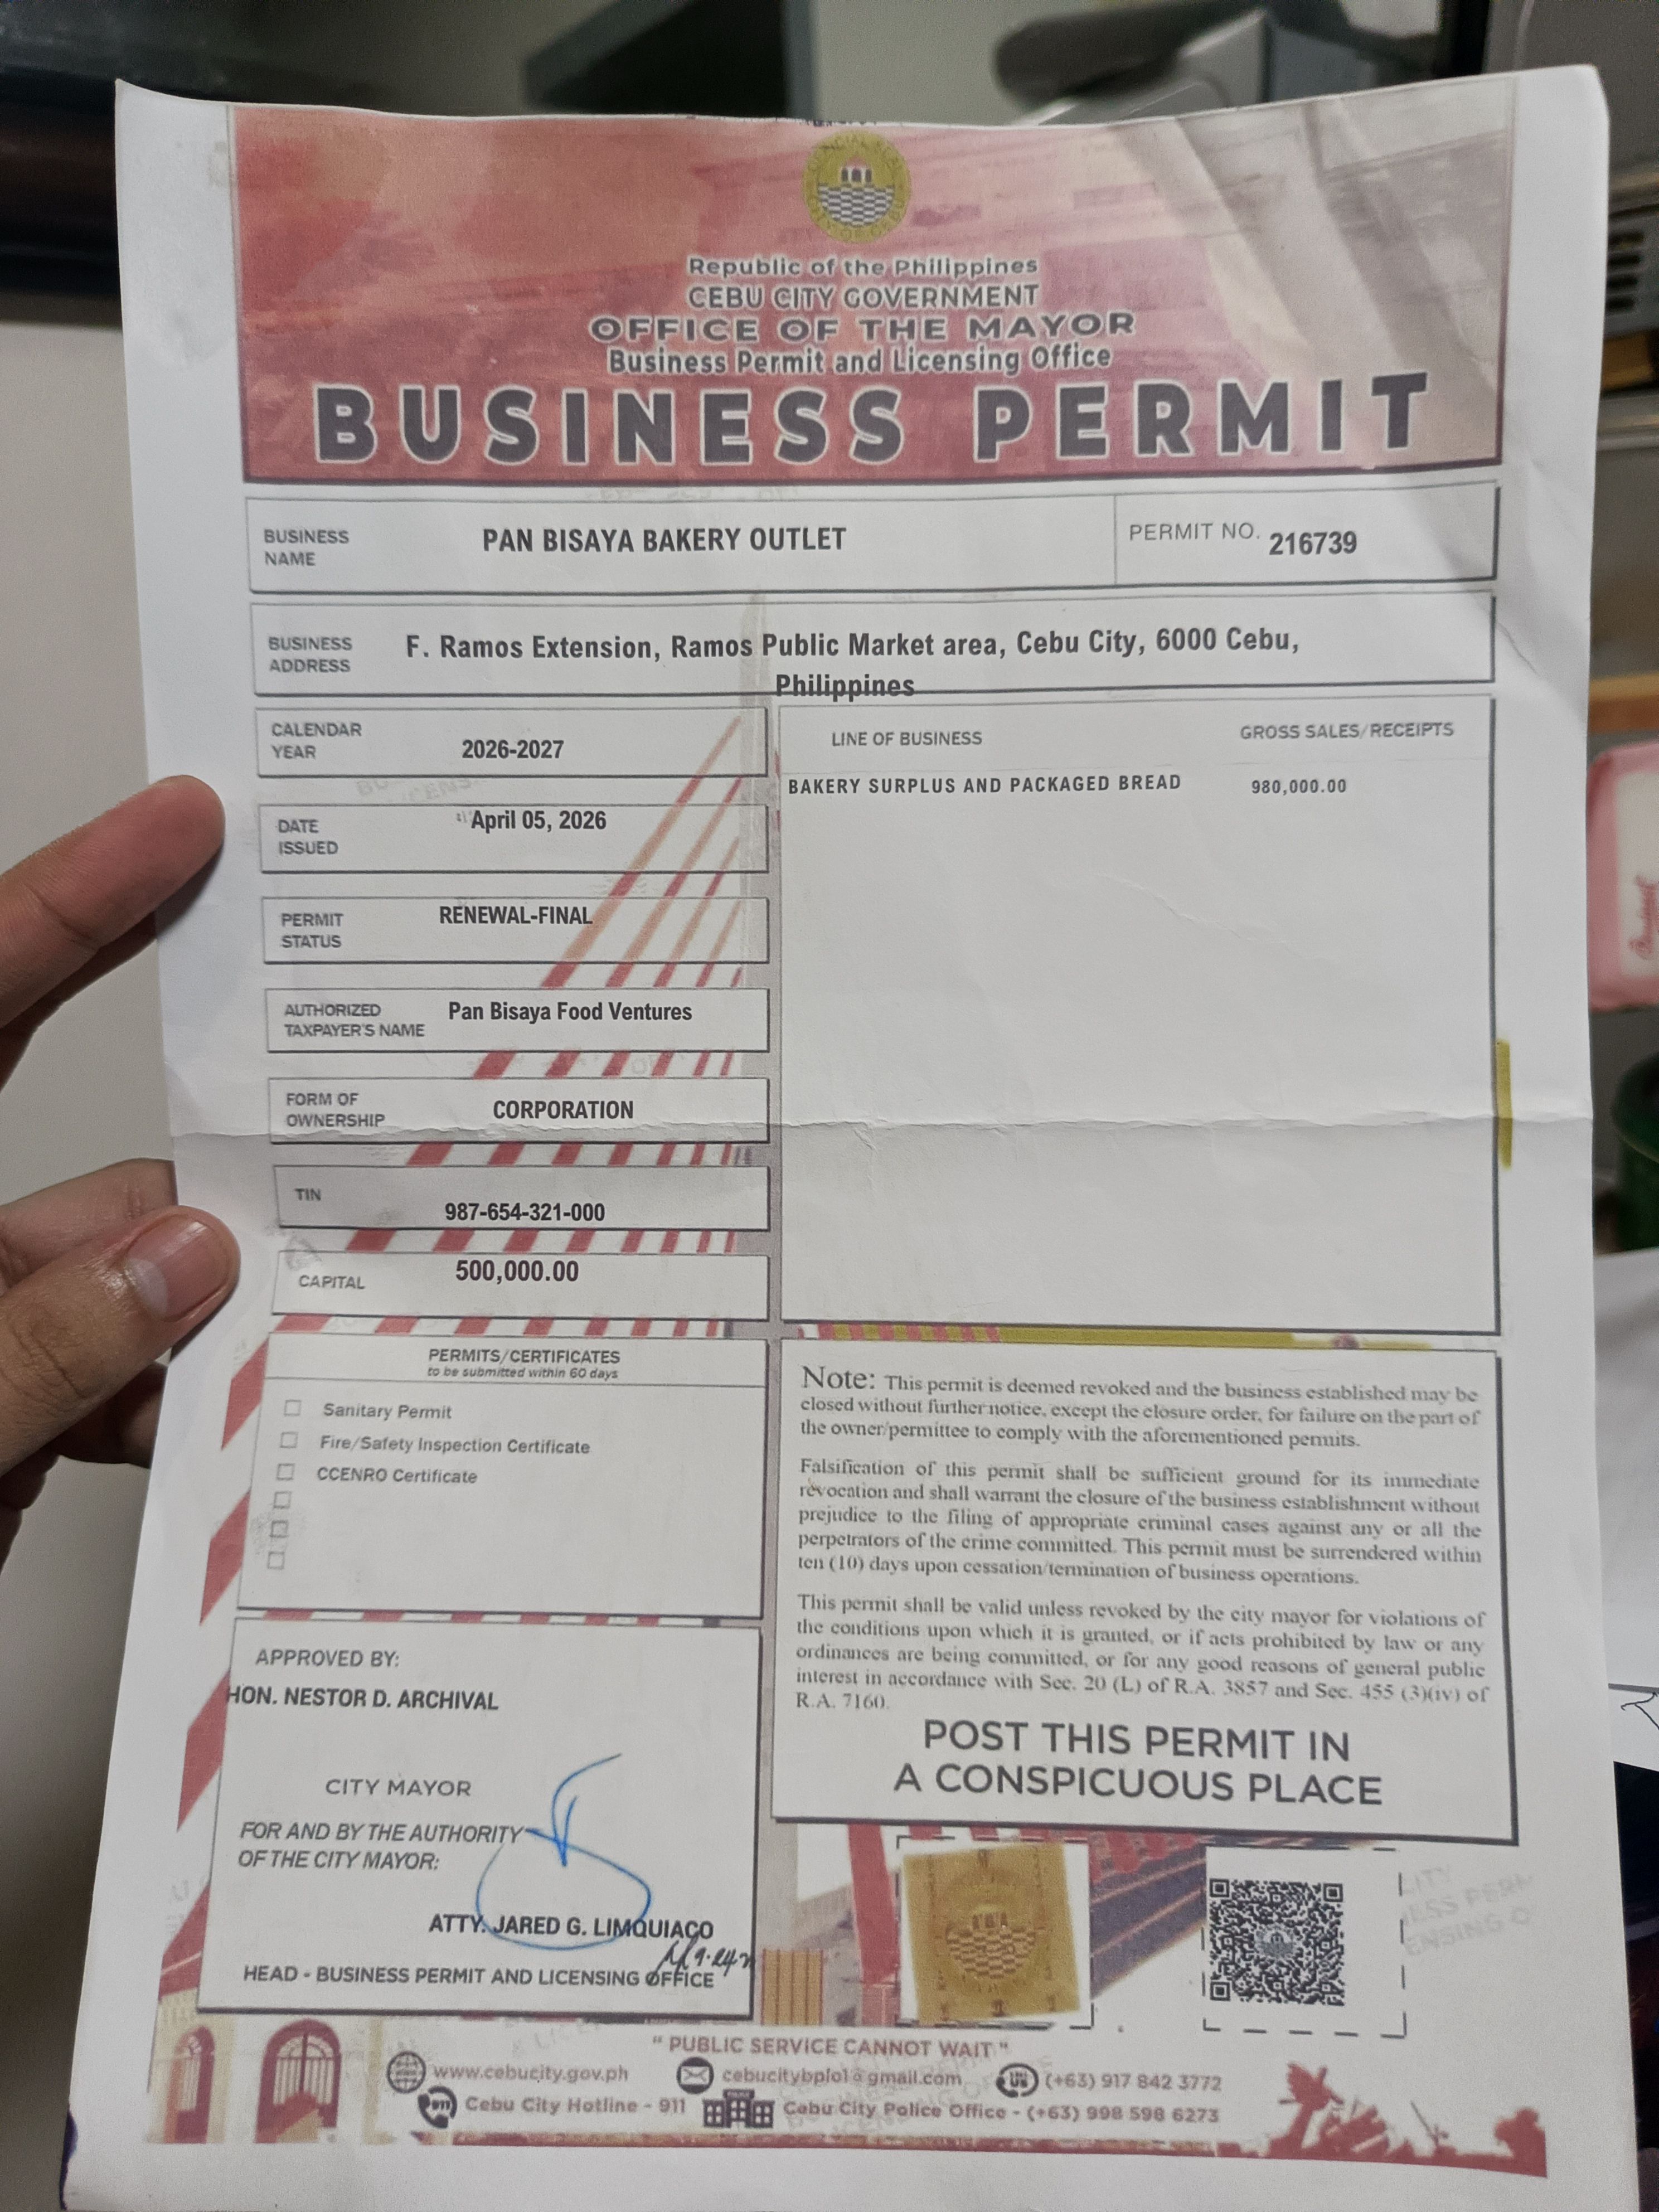 Republic of the Philippines
CEBU CITY GOVERNMENT
OFFICE OF THE MAYOR
Business Permit and Licensing Office
BUSINESS PERMIT
BUSINESS NAME
PAN BISAYA BAKERY OUTLET
PERMIT NO. 216739
BUSINESS ADDRESS
F. Ramos Extension, Ramos Public Market area, Cebu City, 6000 Cebu,
Philippines
CALENDAR YEAR
2026-2027
DATE ISSUED
April 05, 2026
PERMIT STATUS
RENEWAL-FINAL
AUTHORIZED TAXPAYER'S NAME
Pan Bisaya Food Ventures
FORM OF OWNERSHIP
CORPORATION
TIN
987-654-321-000
CAPITAL
500,000.00
LINE OF BUSINESS
GROSS SALES/RECEIPTS
BAKERY SURPLUS AND PACKAGED BREAD
980,000.00
PERMITS/CERTIFICATES
to be submitted within 60 days
Sanitary Permit
Fire/Safety Inspection Certificate
CCENRO Certificate
Note: This permit is deemed revoked and the business established may be
closed without further notice, except the closure order, for failure on the part of
the owner/permittee to comply with the aforementioned permits.
Falsification of this permit shall be sufficient ground for its immediate
revocation and shall warrant the closure of the business establishment without
prejudice to the filing of appropriate criminal cases against any or all the
perpetrators of the crime committed. This permit must be surrendered within
ten (10) days upon cessation/termination of business operations.
This permit shall be valid unless revoked by the city mayor for violations of
the conditions upon which it is granted, or if acts prohibited by law or any
ordinances are being committed, or for any good reasons of general public
interest in accordance with Sec. 20 (L) of R.A. 3857 and Sec. 455 (3)(iv) of
R.A. 7160.
POST THIS PERMIT IN
A CONSPICUOUS PLACE
APPROVED BY:
HON. NESTOR D. ARCHIVAL
CITY MAYOR
FOR AND BY THE AUTHORITY
OF THE CITY MAYOR:
ATTY. JARED G. LIMQUIACO
HEAD - BUSINESS PERMIT AND LICENSING OFFICE
" PUBLIC SERVICE CANNOT WAIT "
www.cebucity.gov.ph
cebucitybplo1@gmail.com
(+63) 917 842 3772
Cebu City Hotline - 911
Cebu City Police Office - (+63) 998 598 6273